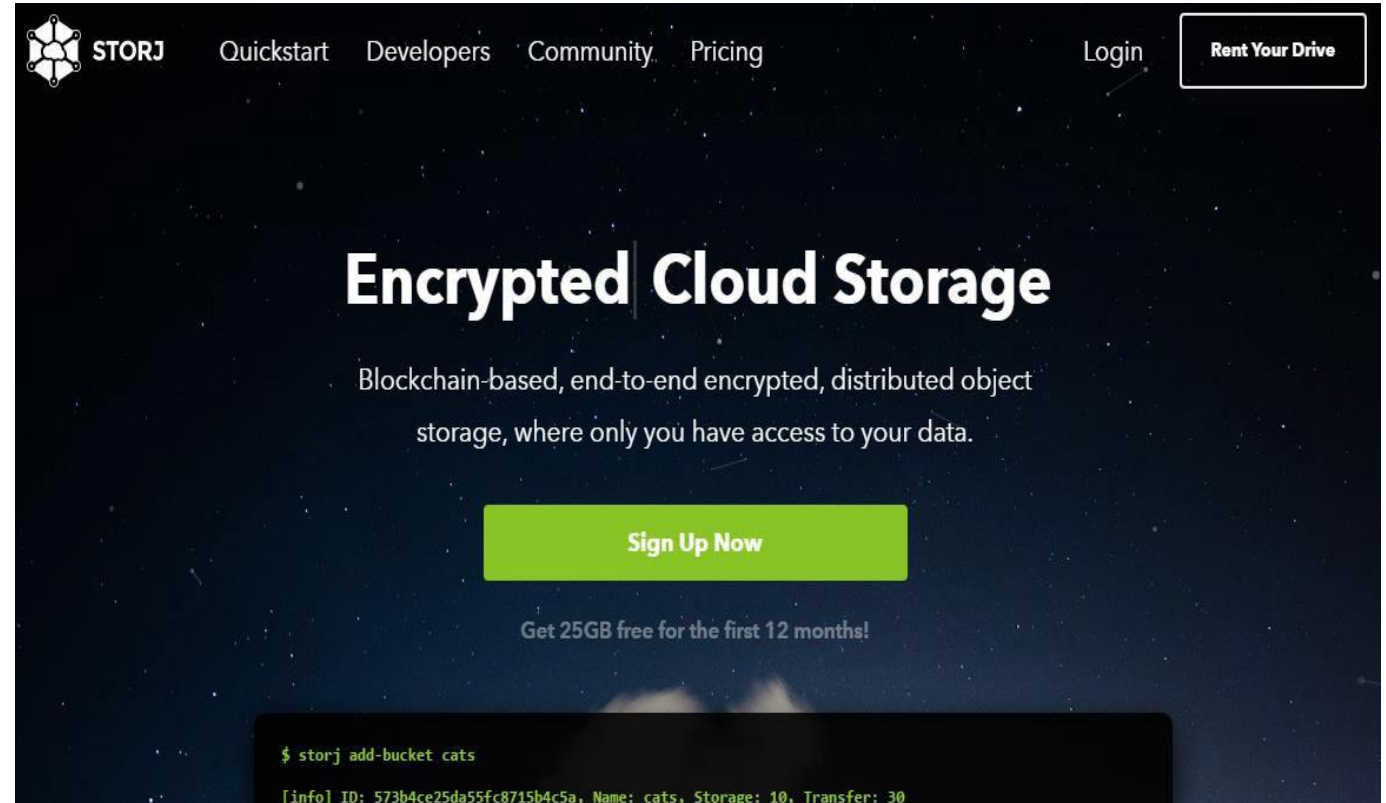 STORJ Quickstart Developers Community Pricing Login Rent Your Drive
Encrypted Cloud Storage
Blockchain-based, end-to-end encrypted, distributed object
storage, where only you have access to your data.
Sign Up Now
Get 25GB free for the first 12 months!
$ storj add-bucket cats
[info] ID: 573b4ce25da55fc8715b4c5a, Name: cats, Storage: 10, Transfer: 30